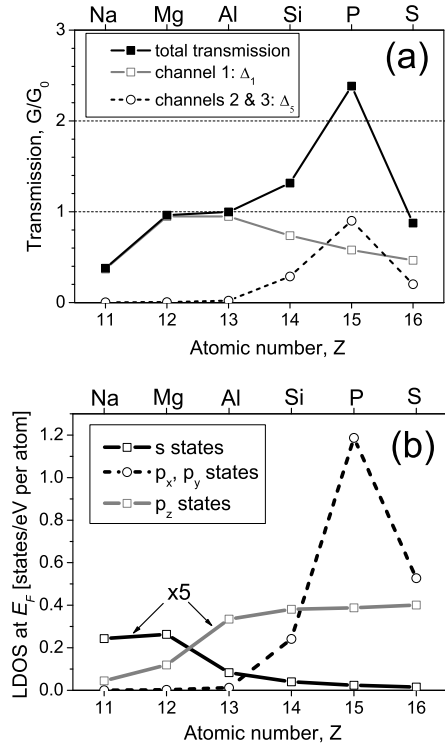 Na Mg Al Si P S
3
2
1
0
Transmission, G/G₀
total transmission
channel 1: Δ₁
channels 2 & 3: Δ₅
(a)
11 12 13 14 15 16
Atomic number, Z
Na Mg Al Si P S
1.2
1.0
0.8
0.6
0.4
0.2
0.0
LDOS at E_F [states/eV per atom]
s states
pₓ, p_y states
p_z states
(b)
x5
11 12 13 14 15 16
Atomic number, Z